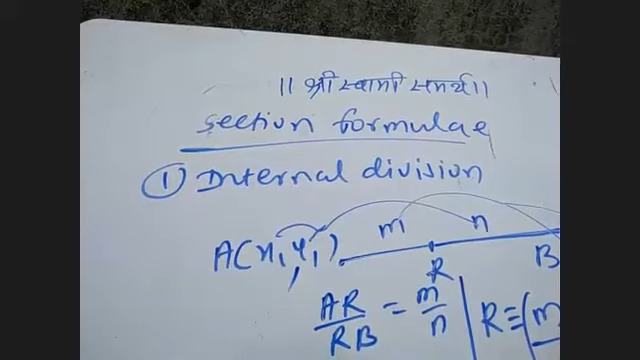 || श्री स्वामी समर्थ ||
Section formulae
① Internal division
m n
A(x₁, y₁) R B
AR/RB = m/n | R ≡ (m